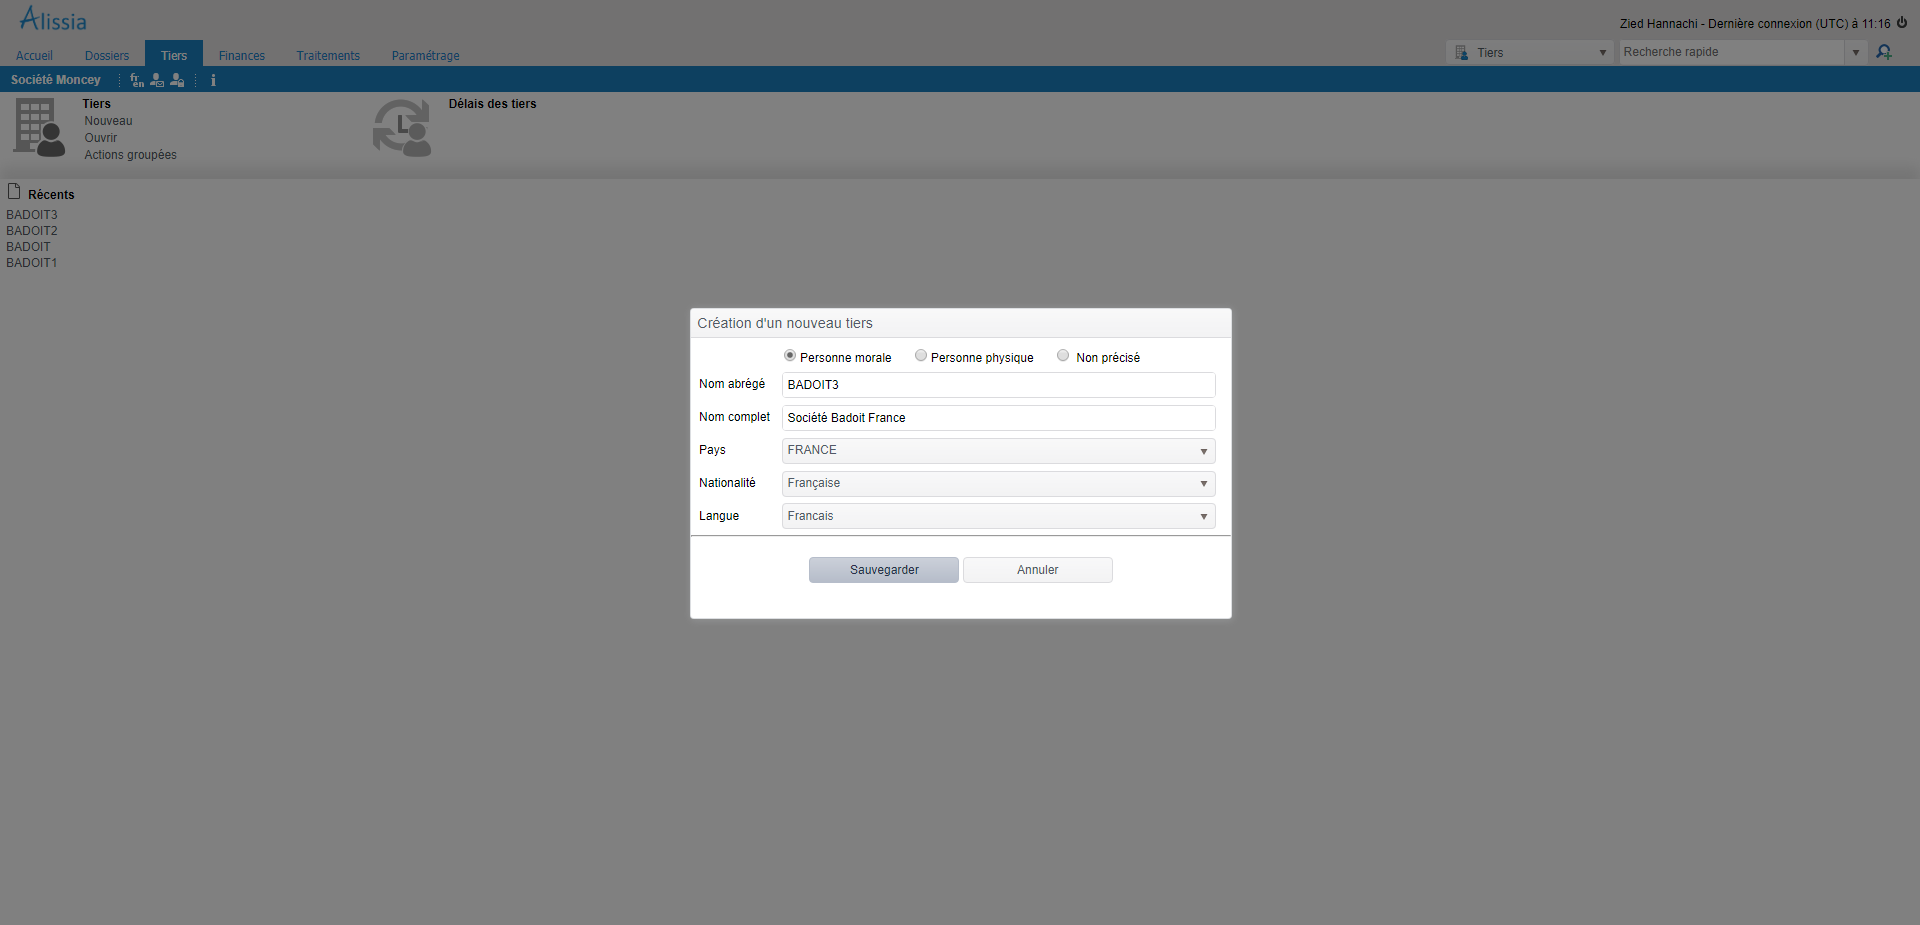 Alissia
Zied Hannachi - Dernière connexion (UTC) á 11:16
Accueil Dossiers Tiers Finances Traitements Paramétrage
Tiers Recherche rapide
Société Moncey fr en i
Tiers
Nouveau
Ouvrir
Actions groupées
Délais des tiers
Récents
BADOIT3
BADOIT2
BADOIT
BADOIT1
Création d'un nouveau tiers
Personne morale Personne physique Non précisé
Nom abrégé BADOIT3
Nom complet Société Badoit France
Pays FRANCE
Nationalité Française
Langue Francais
Sauvegarder Annuler